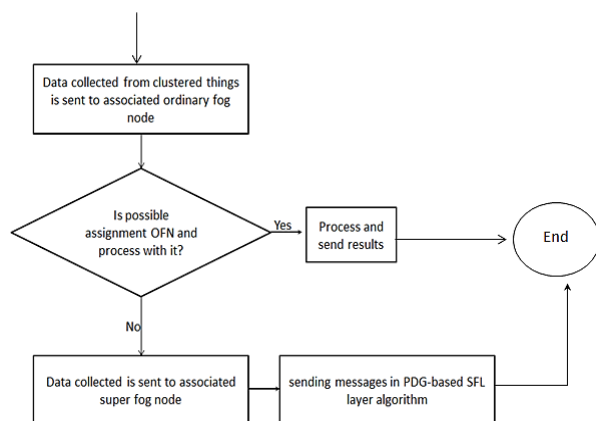 Data collected from clustered things
is sent to associated ordinary fog
node
Is possible
assignment OFN and
process with it?
Yes
Process and
send results
End
No
Data collected is sent to associated
super fog node
sending messages in PDG-based SFL
layer algorithm